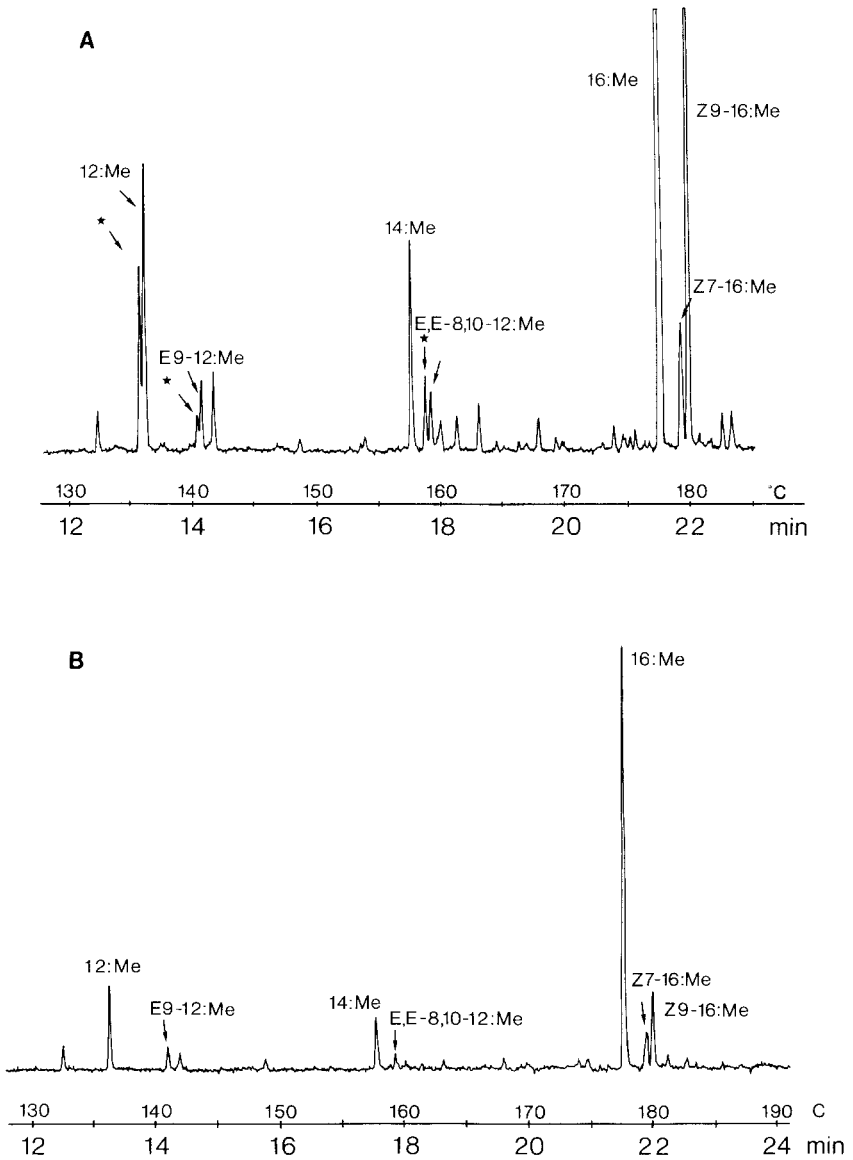 A
16:Me
Z9-16:Me
12:Me
★
14:Me
Z7-16:Me
E,E-8,10-12:Me
★
E9-12:Me
★
130 140 150 160 170 180 °C
12 14 16 18 20 22 min
B
16:Me
12:Me
Z7-16:Me
E9-12:Me
14:Me
Z9-16:Me
E,E-8,10-12:Me
130 140 150 160 170 180 190 C
12 14 16 18 20 22 24 min